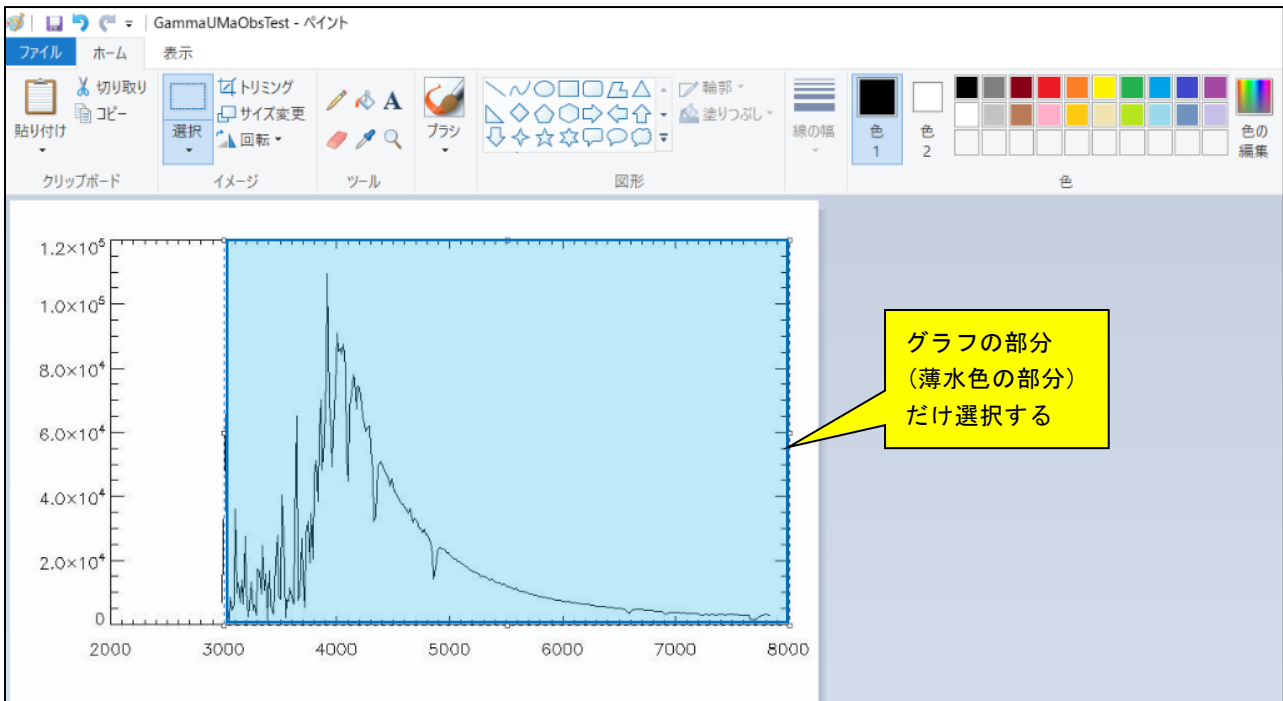 GammaUMaObsTest - ペイント
ファイル ホーム 表示
貼り付け
切り取り
コピー
クリップボード
選択
トリミング
サイズ変更
回転
イメージ
A
ツール
ブラシ
輪郭
塗りつぶし
図形
線の幅
色
1
色
2
色の
編集
色
1.2×10⁵
1.0×10⁵
8.0×10⁴
6.0×10⁴
4.0×10⁴
2.0×10⁴
0
2000 3000 4000 5000 6000 7000 8000
グラフの部分
（薄水色の部分）
だけ選択する